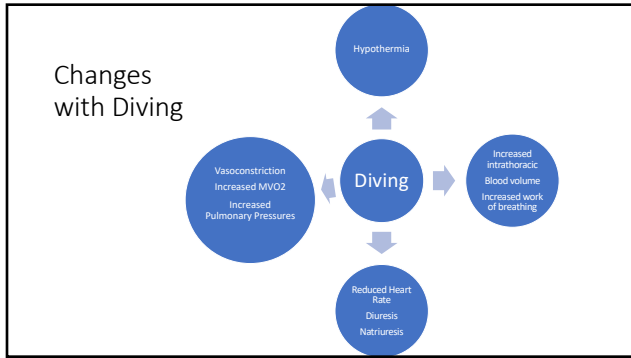 Changes
with Diving
Hypothermia
Vasoconstriction
Increased MVO2
Increased
Pulmonary Pressures
Diving
Increased
intrathoracic
Blood volume
Increased work
of breathing
Reduced Heart
Rate
Diuresis
Natriuresis